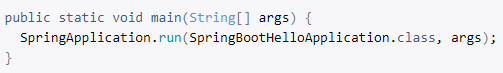 public static void main(String[] args) {
  SpringApplication.run(SpringBootHelloApplication.class, args);
}